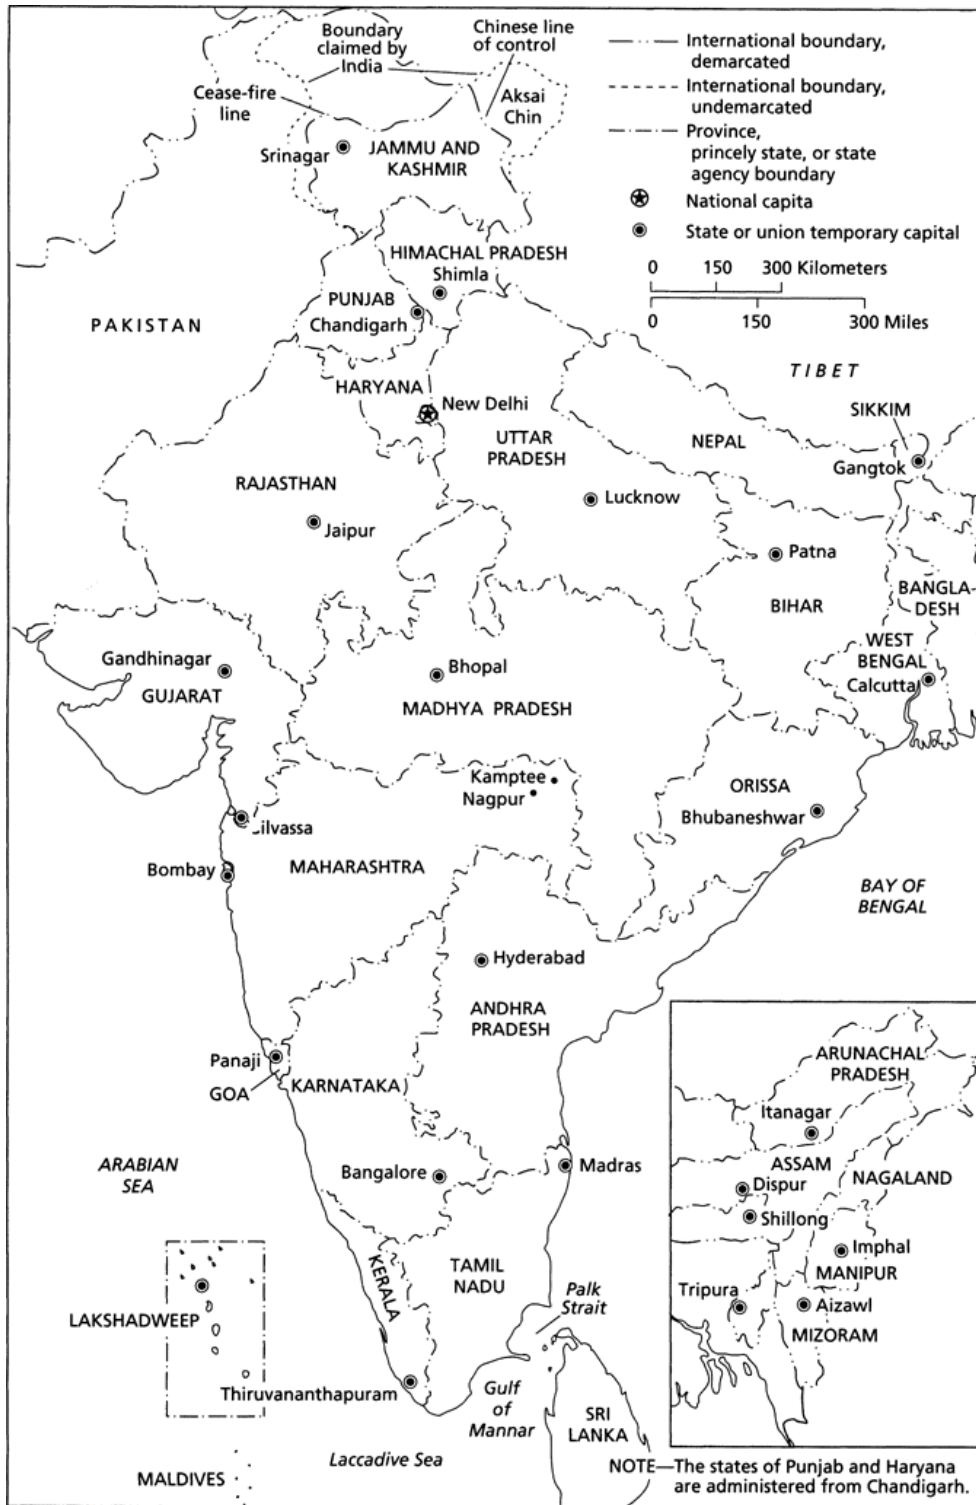 Boundary
claimed by
India
Chinese line
of control
Cease-fire
line
Aksai
Chin
International boundary,
demarcated
International boundary,
undemarcated
Province,
princely state, or state
agency boundary
National capita
State or union temporary capital
0 150 300 Kilometers
0 150 300 Miles
Srinagar
JAMMU AND
KASHMIR
HIMACHAL PRADESH
Shimla
PUNJAB
Chandigarh
PAKISTAN
TIBET
HARYANA
New Delhi
UTTAR
PRADESH
NEPAL
SIKKIM
Gangtok
RAJASTHAN
Jaipur
Lucknow
Patna
BIHAR
BANGLA-
DESH
WEST
BENGAL
Calcutta
Gandhinagar
GUJARAT
Bhopal
MADHYA PRADESH
Kamptee
Nagpur
ORISSA
Bhubaneshwar
ilvassa
Bombay
MAHARASHTRA
BAY OF
BENGAL
Hyderabad
ANDHRA
PRADESH
Panaji
GOA
KARNATAKA
ARABIAN
SEA
Bangalore
Madras
ARUNACHAL
PRADESH
Itanagar
ASSAM
Dispur
NAGALAND
Shillong
Imphal
MANIPUR
Tripura
Aizawl
MIZORAM
KERALA
TAMIL
NADU
Palk
Strait
LAKSHADWEEP
Thiruvananthapuram
Gulf
of
Mannar
SRI
LANKA
Laccadive Sea
MALDIVES
NOTE—The states of Punjab and Haryana
are administered from Chandigarh.